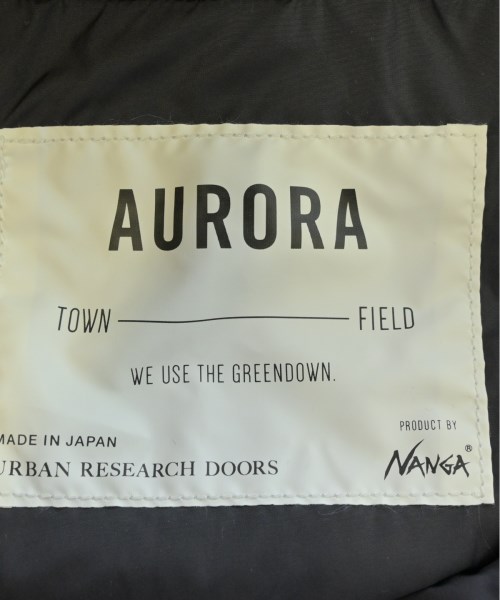 AURORA
TOWN FIELD
WE USE THE GREENDOWN.
PRODUCT BY
MADE IN JAPAN
NANGA®
URBAN RESEARCH DOORS